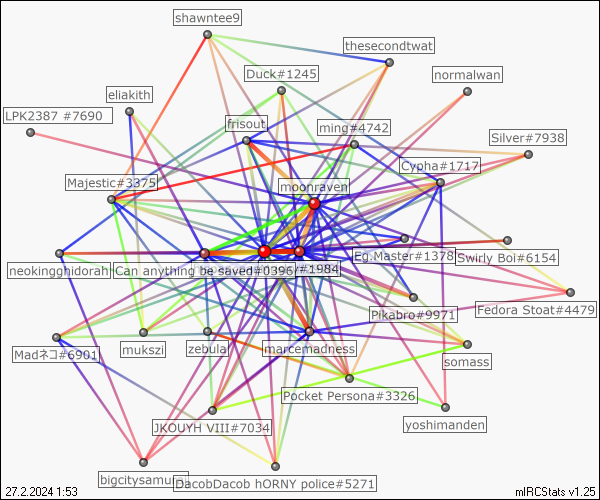 shawntee9
thesecondtwat
Duck#1245
normalwan
eliakith
LPK2387 #7690
frisout
ming#4742
Silver#7938
Cypha#1717
Majestic#3375
moonraven
Eg.Master#1378
Swirly Boi#6154
neokingghidorah
Can anything be saved#0396
#1984
Fedora Stoat#4479
Pikabro#9971
Madネコ#6901
mukszi
zebula
marcemadness
somass
Pocket Persona#3326
yoshimanden
JKOUYH VIII#7034
bigcitysamu
DacobDacob hORNY police#5271
27.2.2024 1:53
mIRCStats v1.25